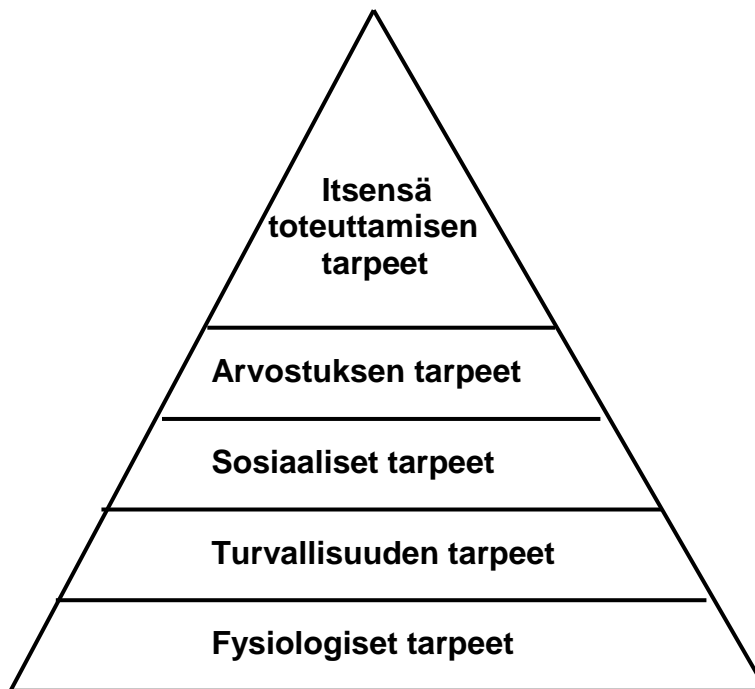 Itsensä
toteuttamisen
tarpeet
Arvostuksen tarpeet
Sosiaaliset tarpeet
Turvallisuuden tarpeet
Fysiologiset tarpeet